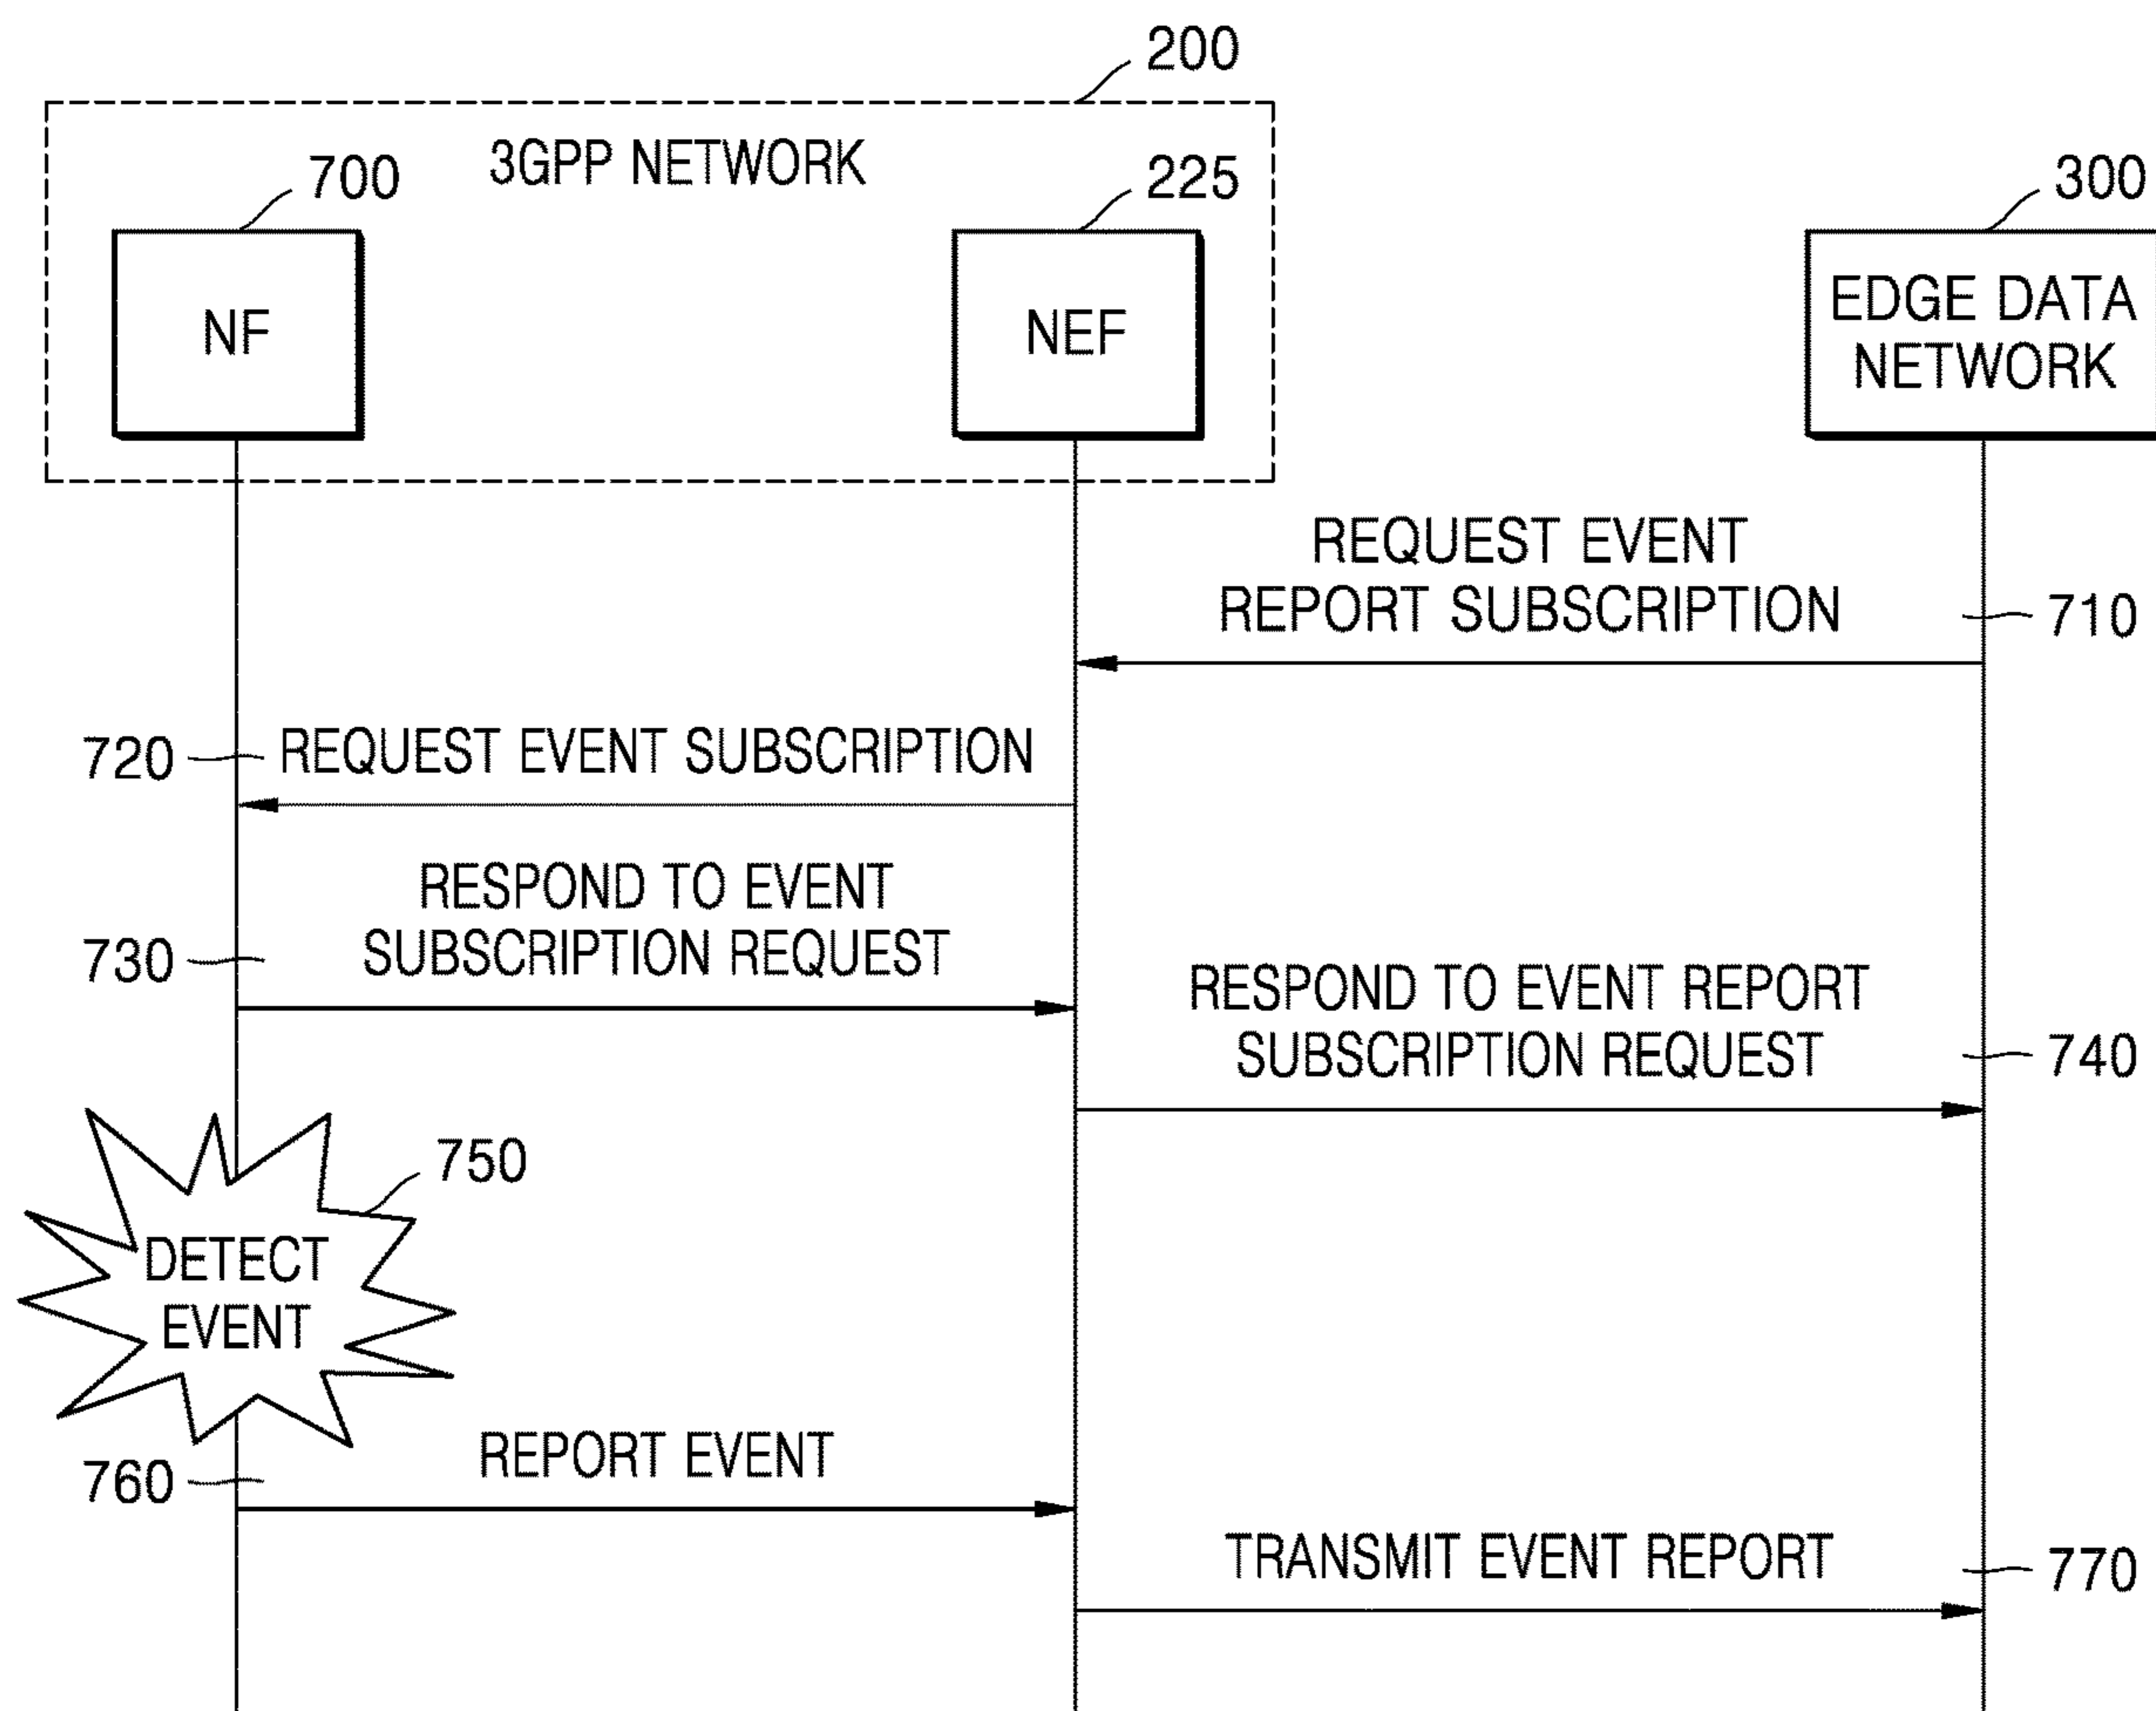 200
3GPP NETWORK
700
225
300
NF
NEF
EDGE DATA
NETWORK
REQUEST EVENT
REPORT SUBSCRIPTION
710
720
REQUEST EVENT SUBSCRIPTION
RESPOND TO EVENT
SUBSCRIPTION REQUEST
730
RESPOND TO EVENT REPORT
SUBSCRIPTION REQUEST
740
750
DETECT
EVENT
REPORT EVENT
760
TRANSMIT EVENT REPORT
770